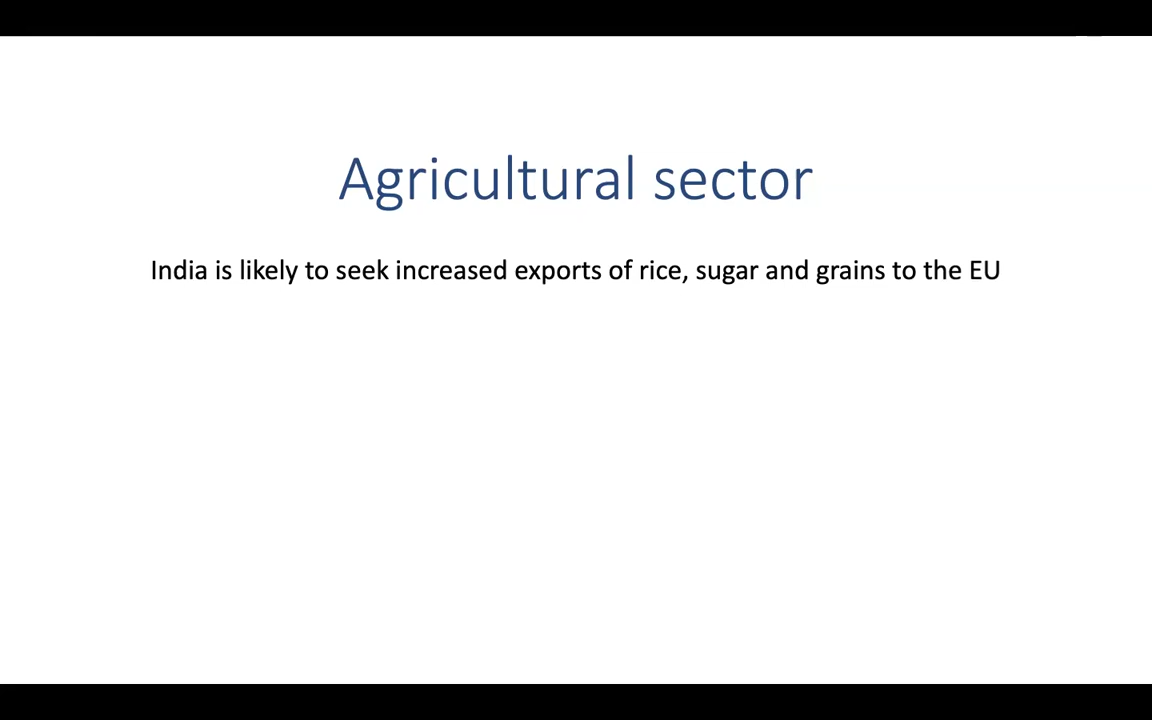 Agricultural sector
India is likely to seek increased exports of rice, sugar and grains to the EU